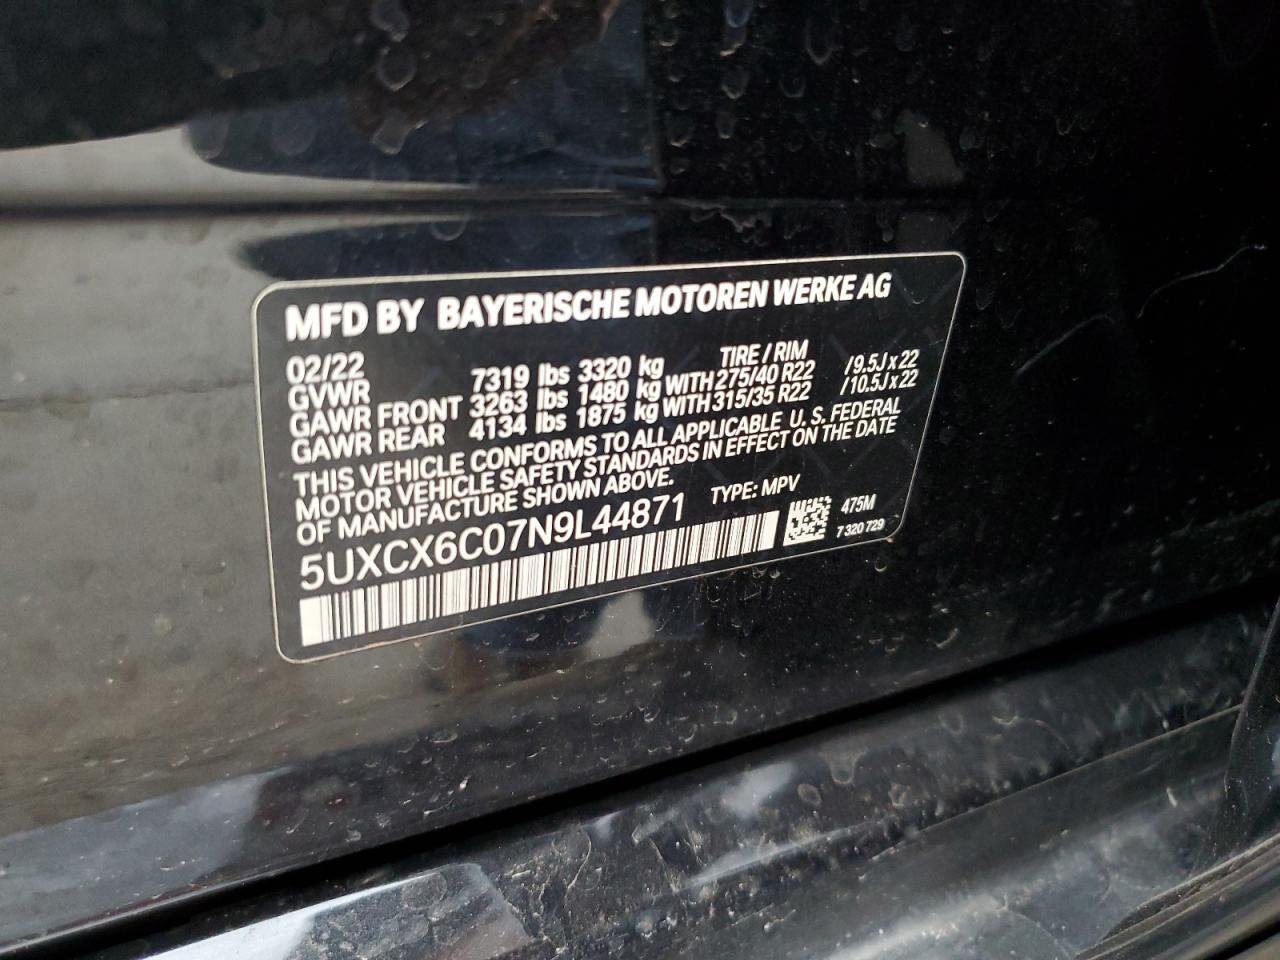 MFD BY BAYERISCHE MOTOREN WERKE AG
02/22 TIRE / RIM
GVWR 7319 lbs 3320 kg
GAWR FRONT 3263 lbs 1480 kg WITH 275/40 R22 /9.5J x 22
GAWR REAR 4134 lbs 1875 kg WITH 315/35 R22 /10.5J x 22
THIS VEHICLE CONFORMS TO ALL APPLICABLE U. S. FEDERAL
MOTOR VEHICLE SAFETY STANDARDS IN EFFECT ON THE DATE
OF MANUFACTURE SHOWN ABOVE.
5UXCX6C07N9L44871 TYPE: MPV
475M
7 320 729